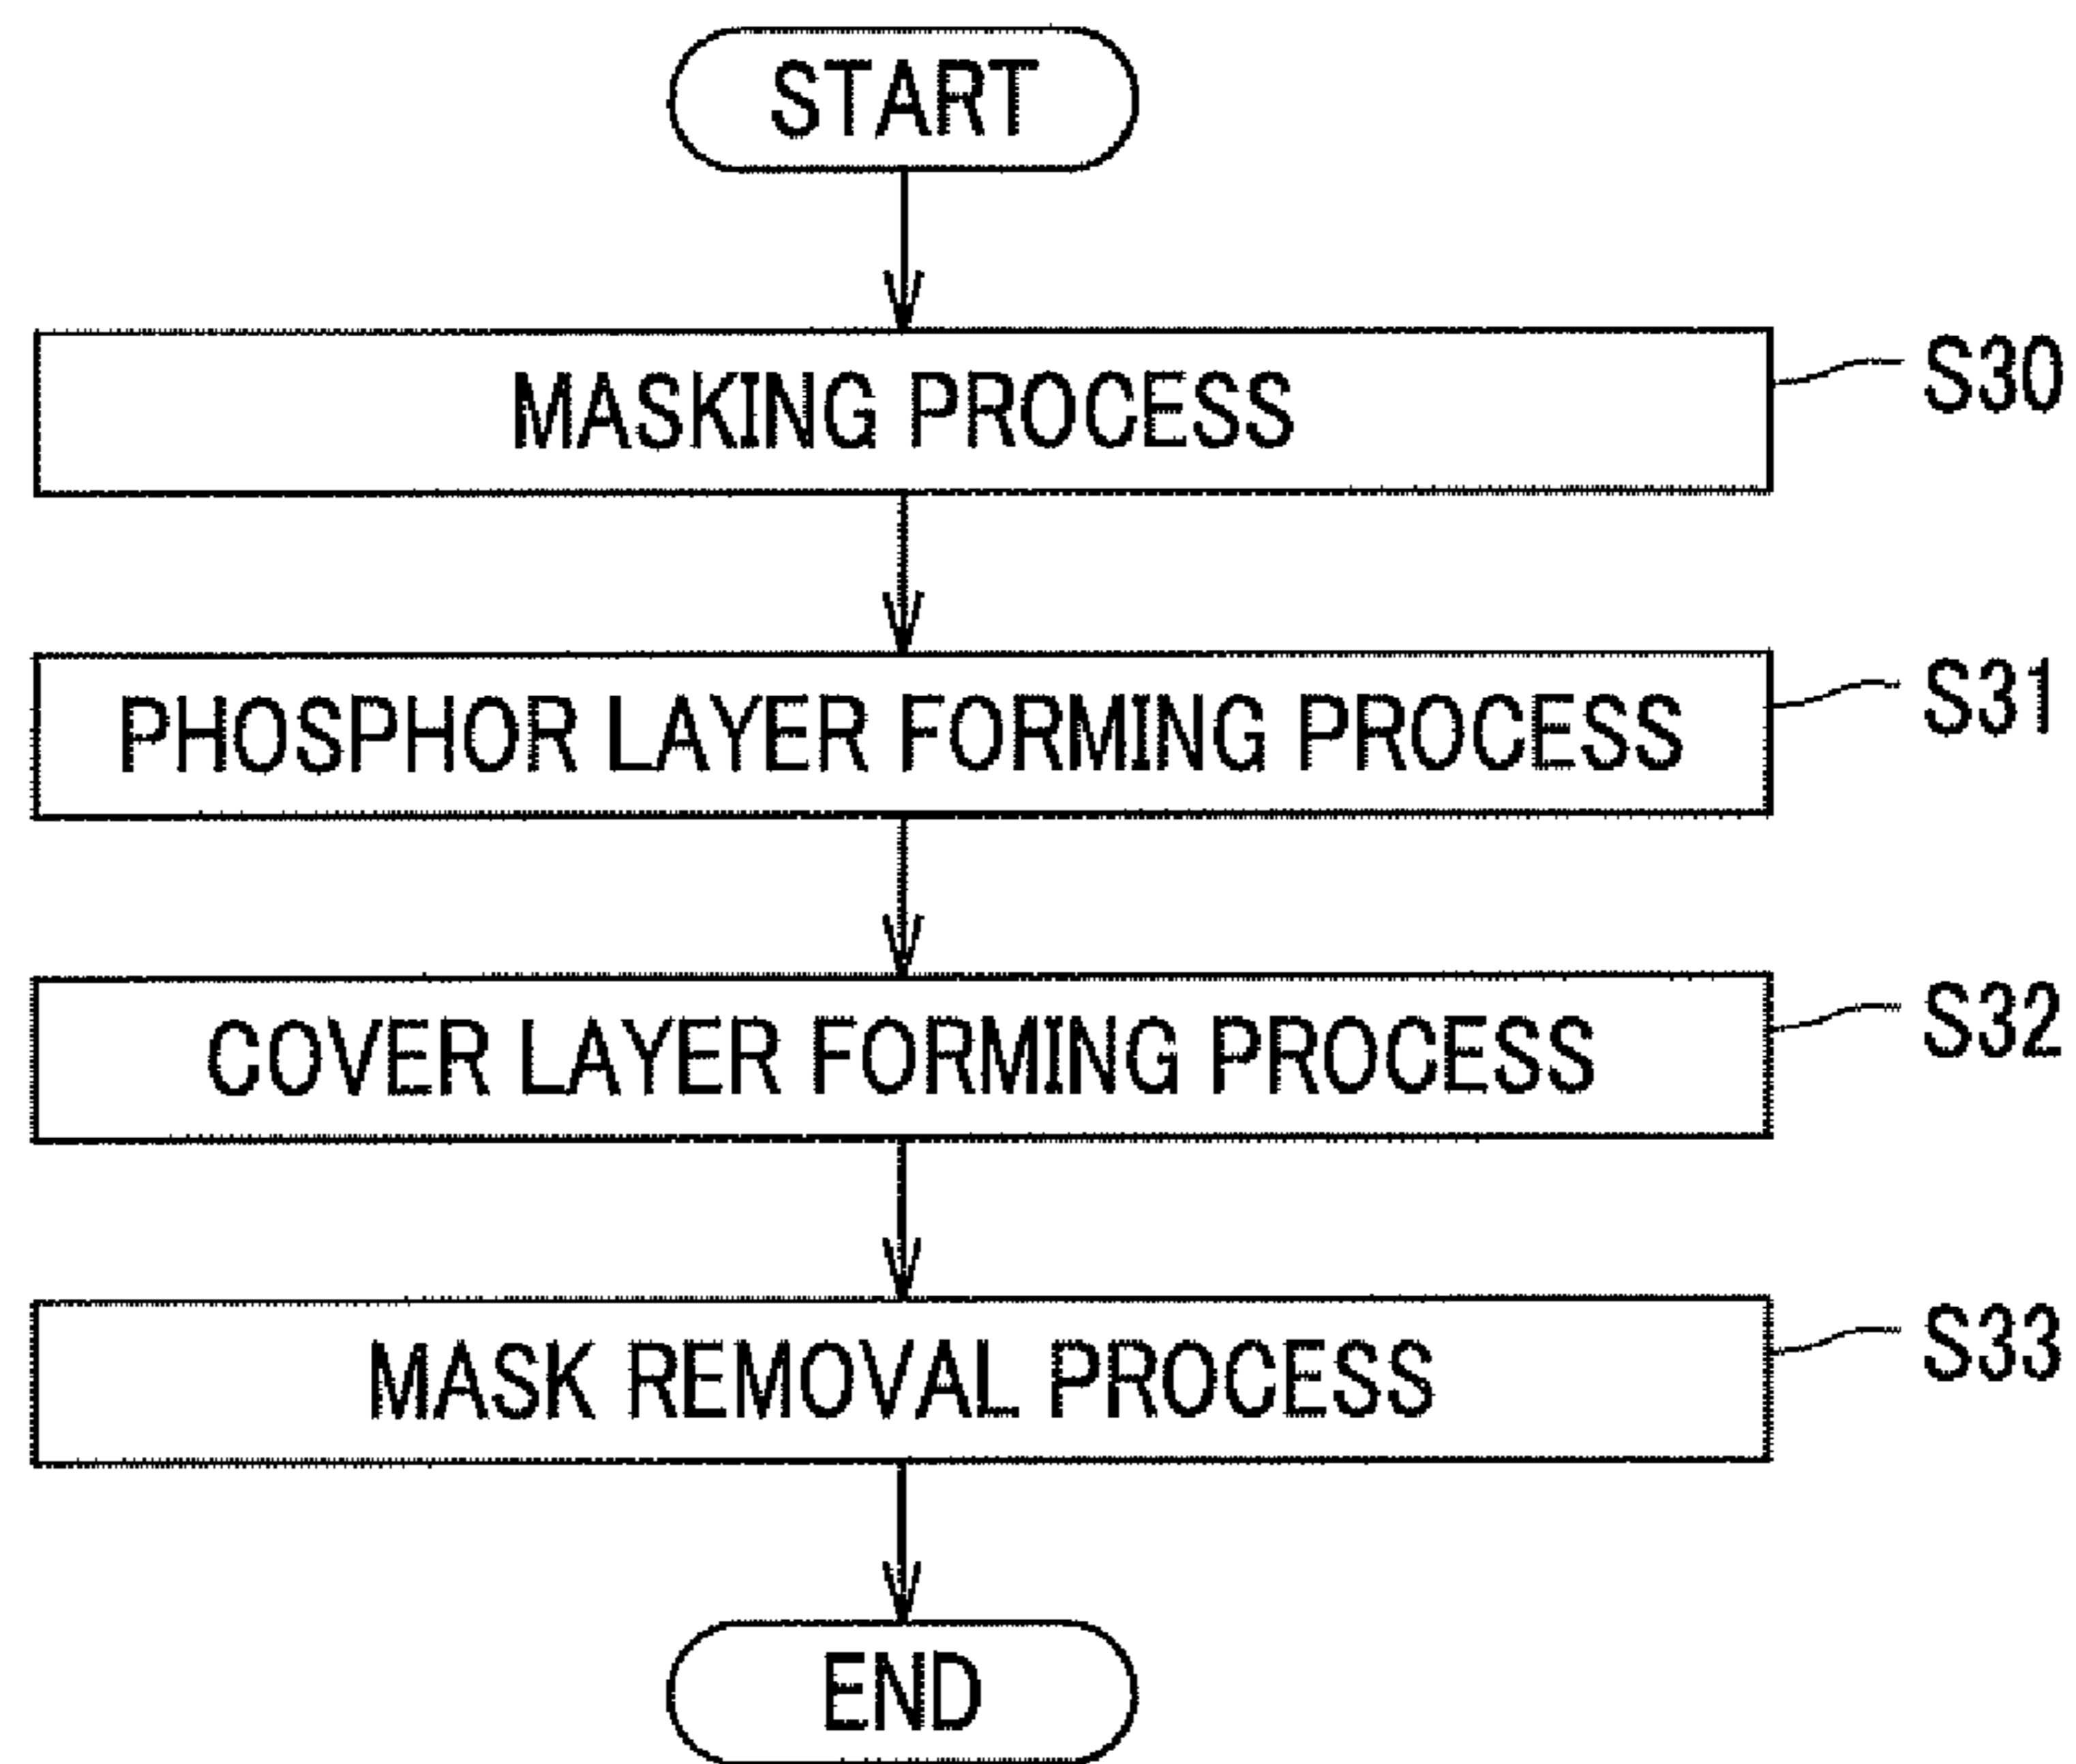 START
MASKING PROCESS S30
PHOSPHOR LAYER FORMING PROCESS S31
COVER LAYER FORMING PROCESS S32
MASK REMOVAL PROCESS S33
END